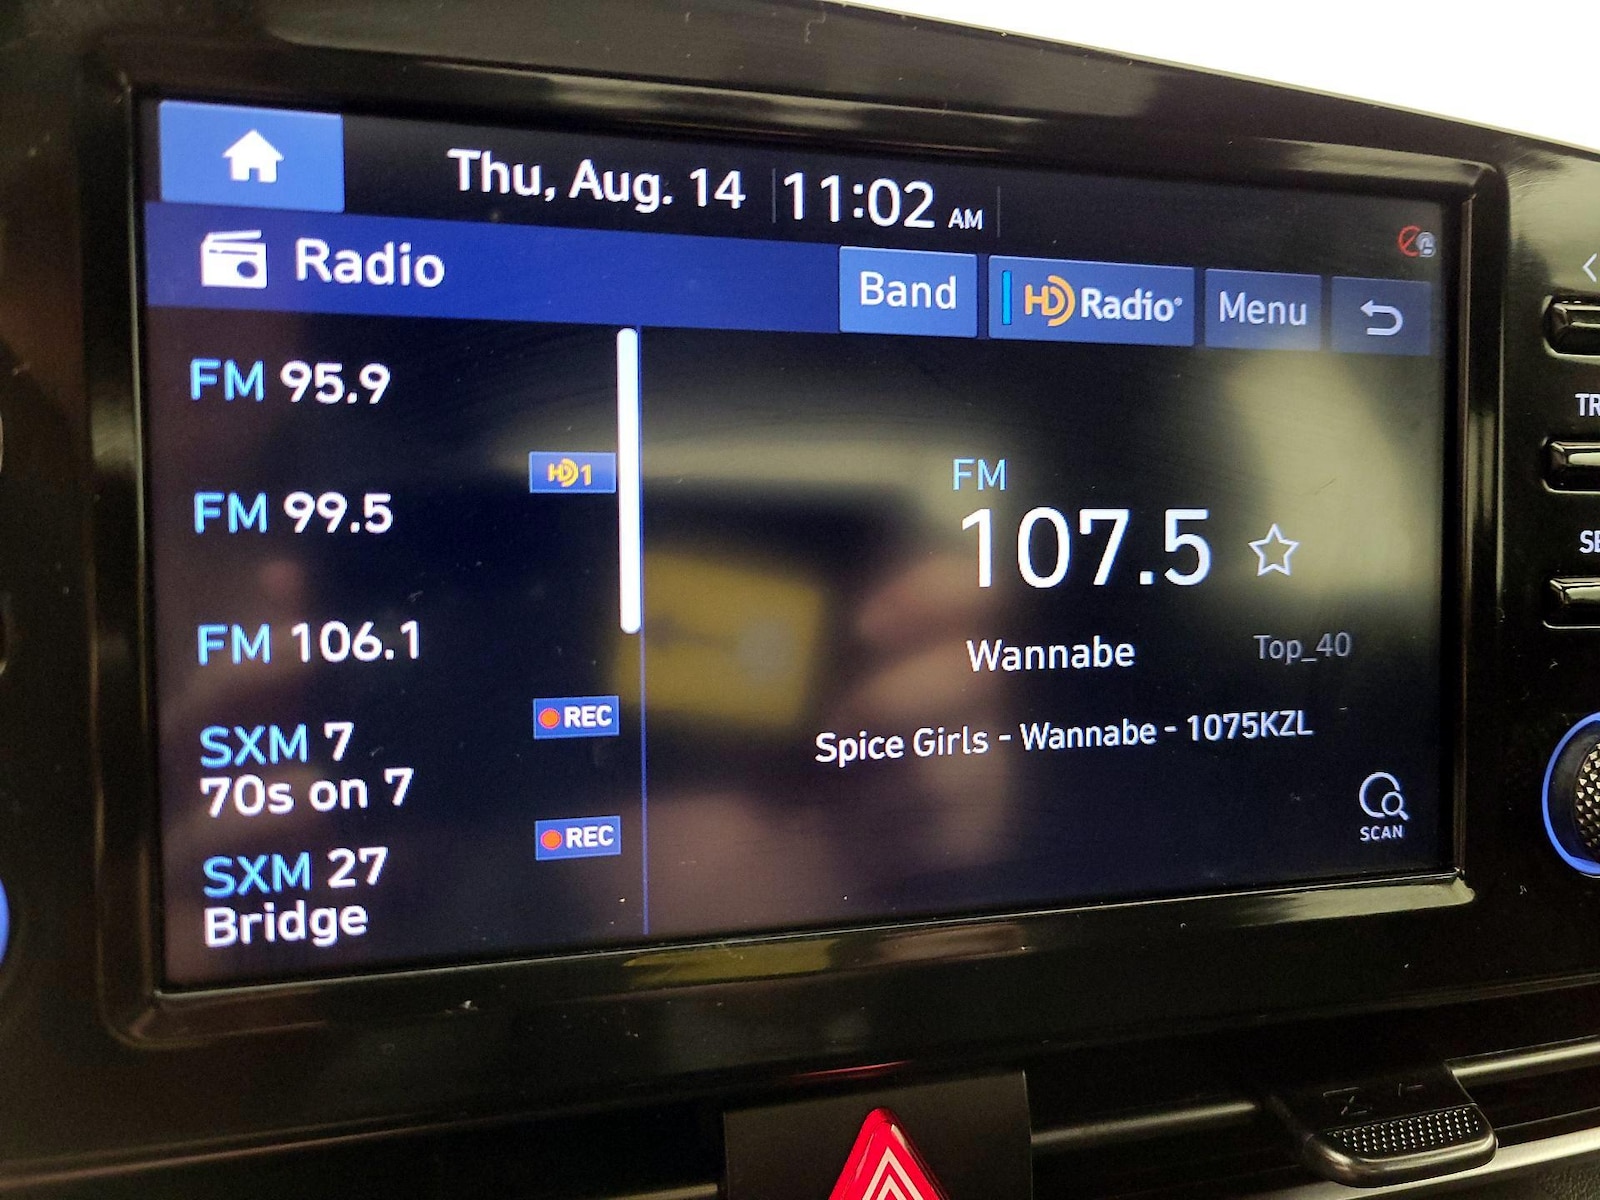 Thu, Aug. 14 11:02 AM
Radio
Band HD Radio® Menu
FM 95.9
HD1
FM 99.5
FM 106.1
REC
SXM 7
70s on 7
REC
SXM 27
Bridge
FM
107.5
Wannabe Top_40
Spice Girls - Wannabe - 1075KZL
SCAN